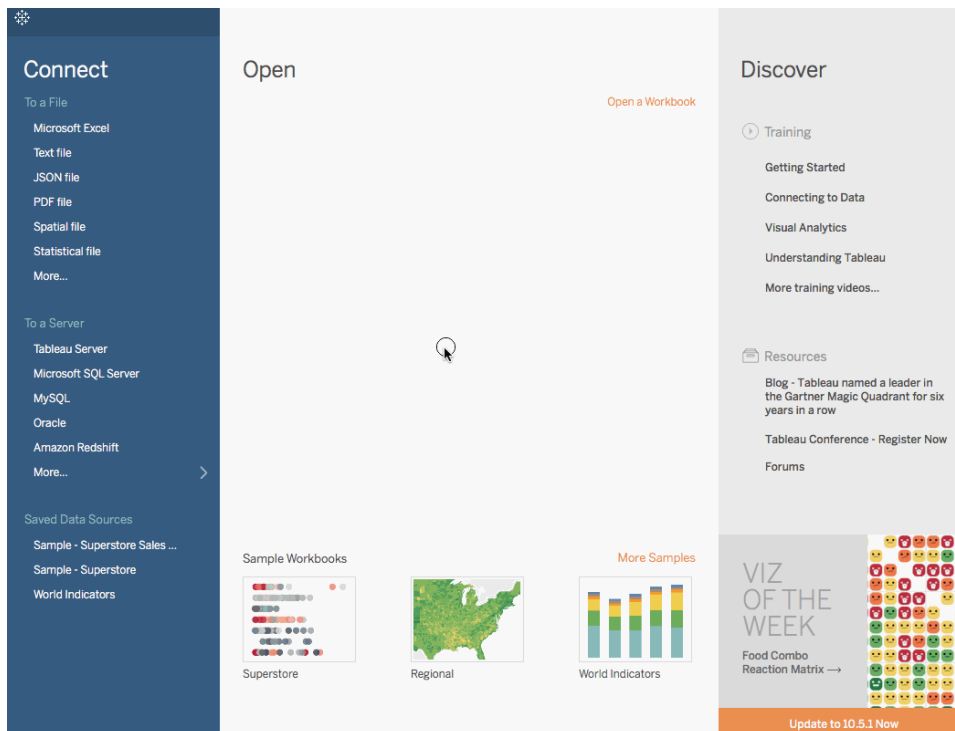 Connect
To a File
Microsoft Excel
Text file
JSON file
PDF file
Spatial file
Statistical file
More...
To a Server
Tableau Server
Microsoft SQL Server
MySQL
Oracle
Amazon Redshift
More...
Saved Data Sources
Sample - Superstore Sales ...
Sample - Superstore
World Indicators
Open
Open a Workbook
Sample Workbooks
More Samples
Superstore
Regional
World Indicators
Discover
Training
Getting Started
Connecting to Data
Visual Analytics
Understanding Tableau
More training videos...
Resources
Blog - Tableau named a leader in
the Gartner Magic Quadrant for six
years in a row
Tableau Conference - Register Now
Forums
VIZ
OF THE
WEEK
Food Combo
Reaction Matrix →
Update to 10.5.1 Now